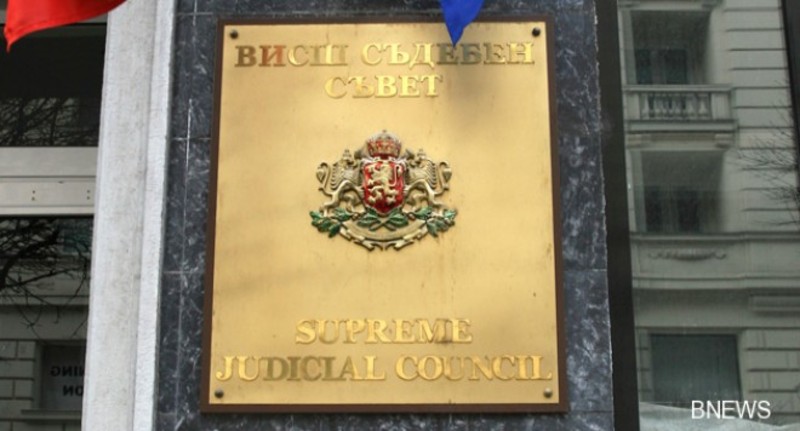 ВИСШ СЪДЕБЕН
СЪВЕТ
SUPREME
JUDICIAL COUNCIL
BNEWS